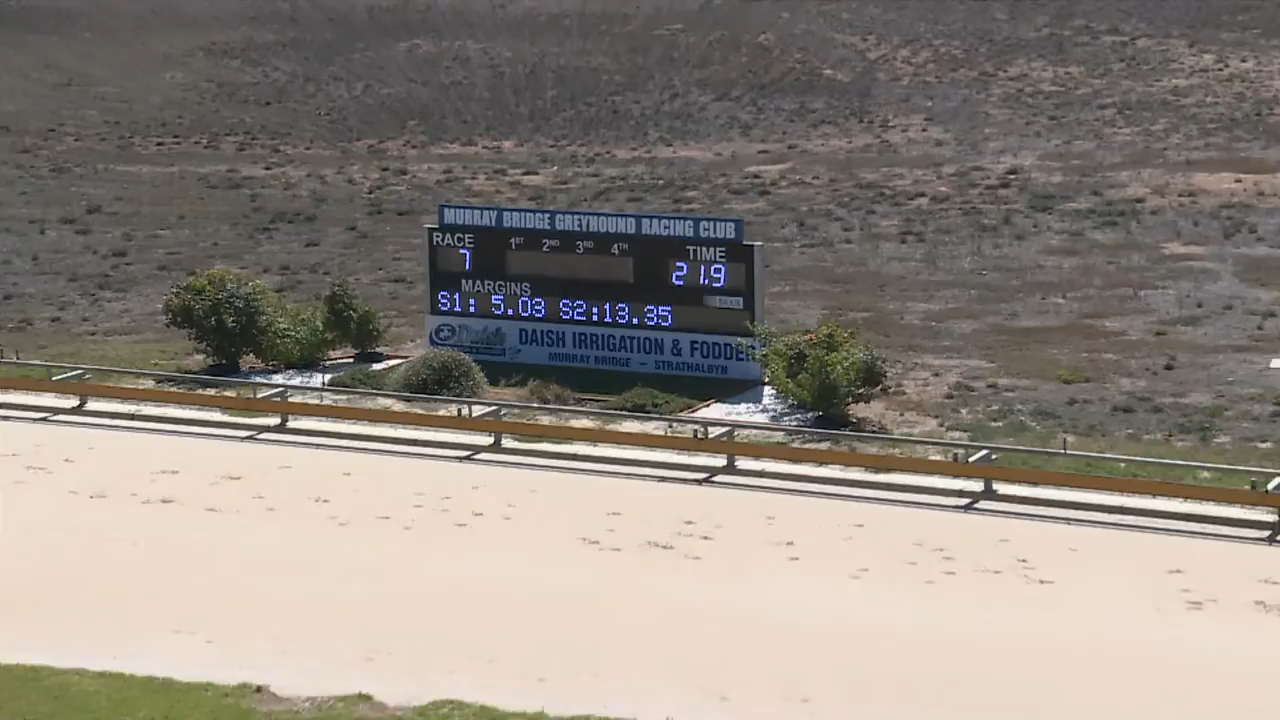 MURRAY BRIDGE GREYHOUND RACING CLUB
RACE 1ST 2ND 3RD 4TH TIME
7 21.9
MARGINS
S1: 5.03 S2:13.35
DAISH IRRIGATION & FODDER
MURRAY BRIDGE – STRATHALBYN